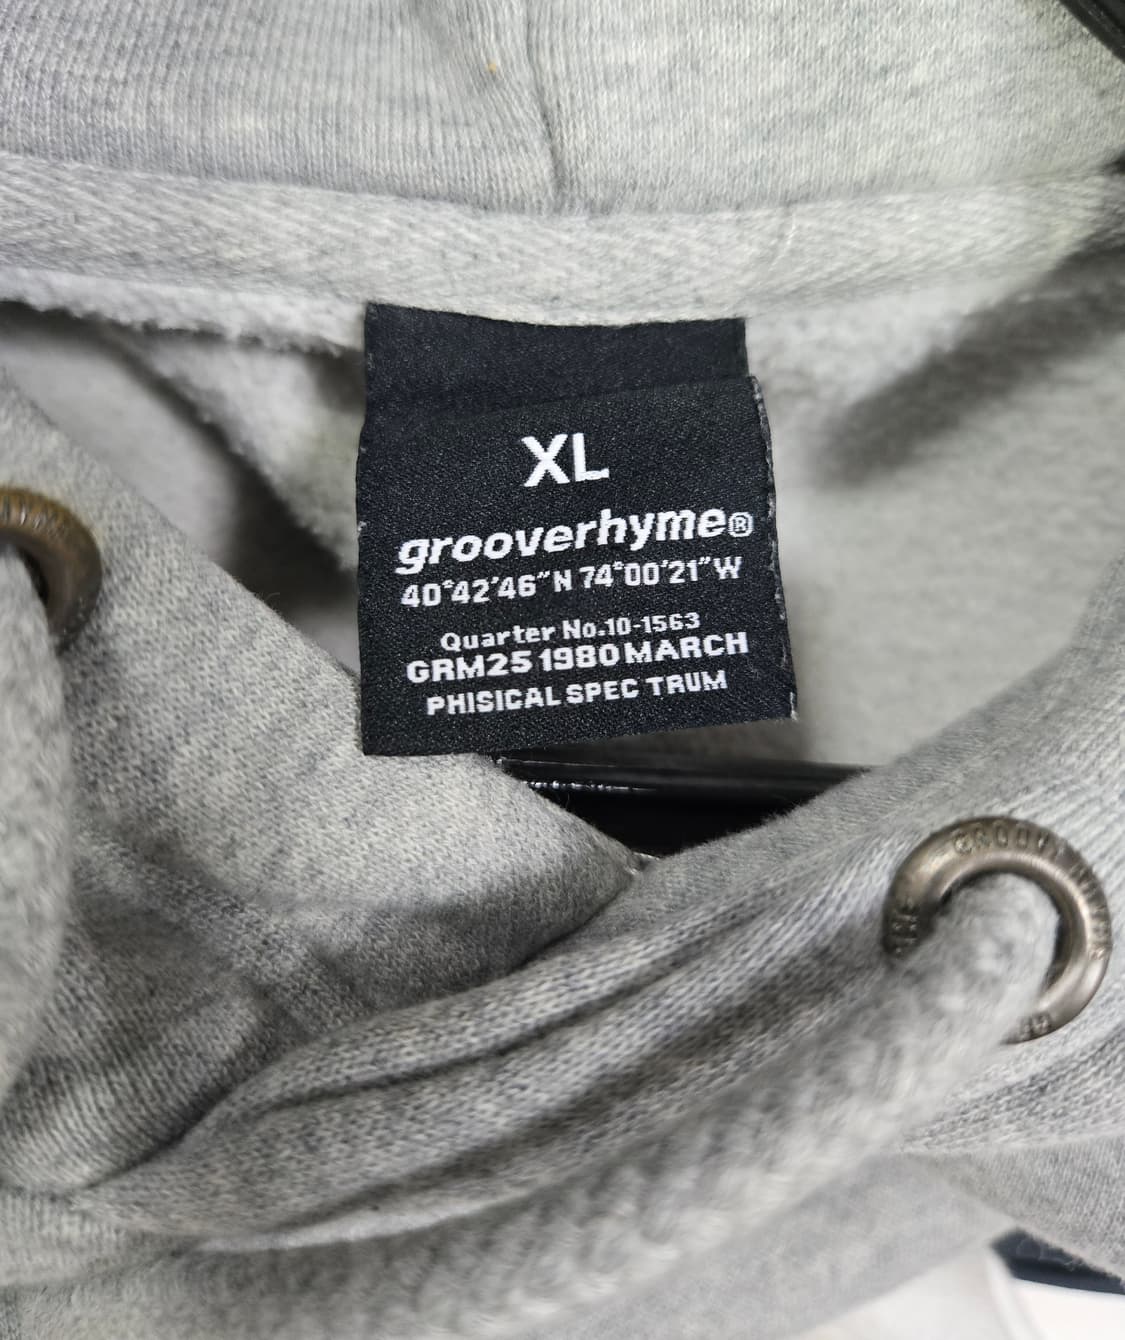 XL
grooverhyme®
40°42'46"N 74°00'21"W
Quarter No.10-1563
GRM25 1980 MARCH
PHISICAL SPEC TRUM